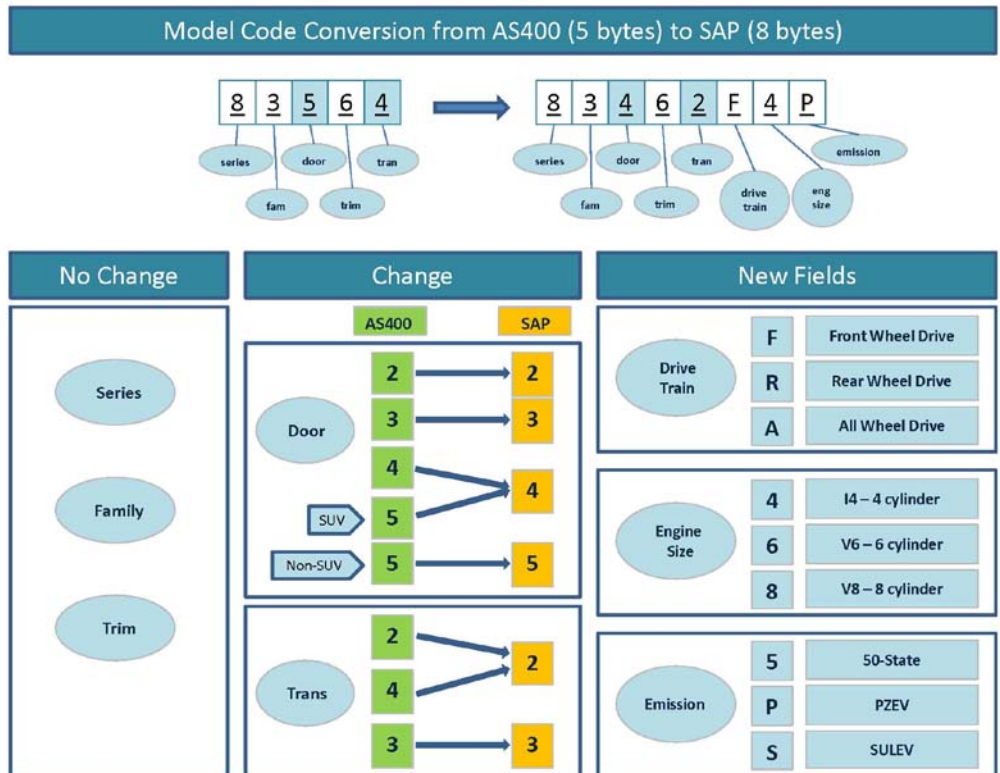 Model Code Conversion from AS400 (5 bytes) to SAP (8 bytes)
8 3 5 6 4
8 3 4 6 2 F 4 P
series door tran
fam trim
series door tran emission
fam trim drive train eng size
No Change
Series
Family
Trim
Change
AS400 SAP
Door
2 2
3 3
4
4
SUV 5
Non-SUV 5 5
Trans
2
2
4
3 3
New Fields
Drive
Train
F Front Wheel Drive
R Rear Wheel Drive
A All Wheel Drive
Engine
Size
4 I4 – 4 cylinder
6 V6 – 6 cylinder
8 V8 – 8 cylinder
Emission
5 50-State
P PZEV
S SULEV